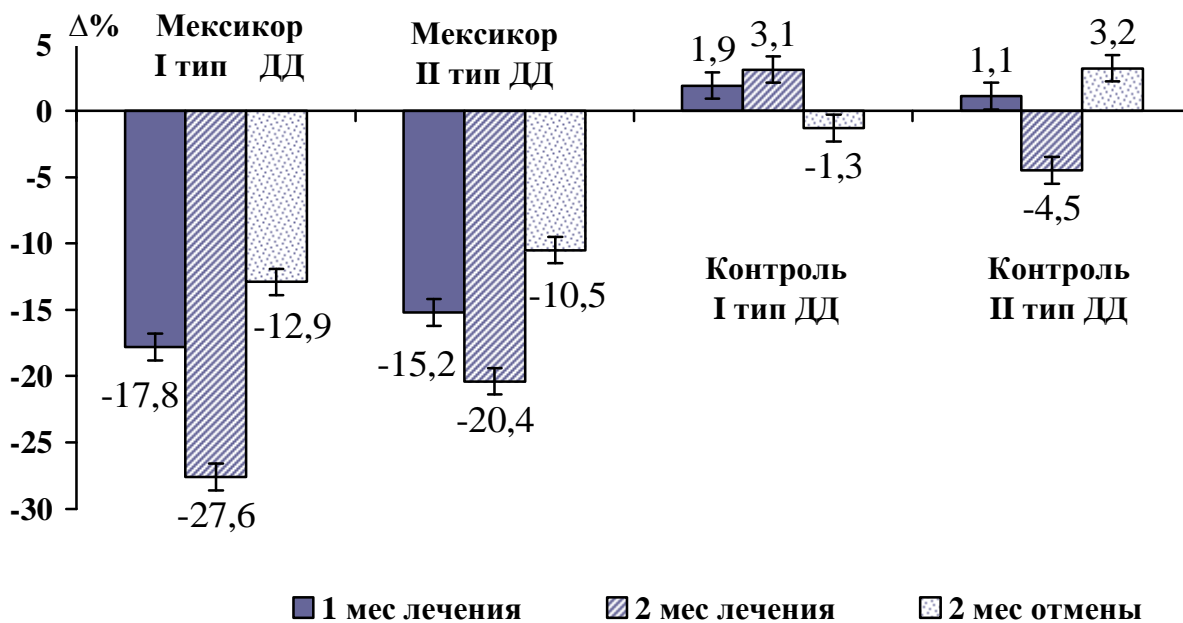 Δ%
Мексикор
I тип ДД
Мексикор
II тип ДД
5
0
-5
-10
-15
-20
-25
-30
-17,8
-27,6
-12,9
-15,2
-20,4
-10,5
1,9
3,1
-1,3
1,1
-4,5
3,2
Контроль
I тип ДД
Контроль
II тип ДД
1 мес лечения
2 мес лечения
2 мес отмены